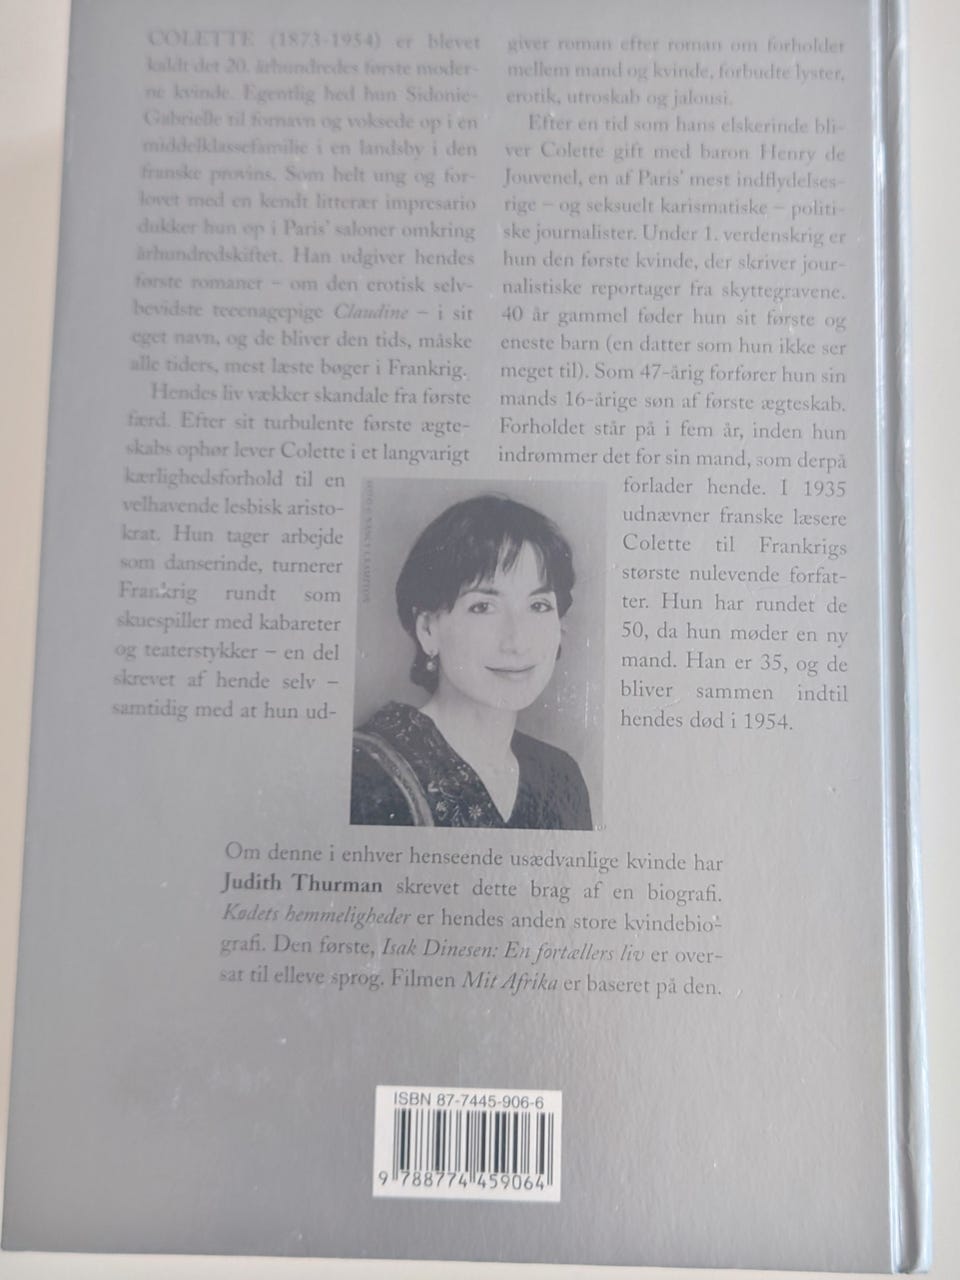 COLETTE (1873-1954) er blevet
kaldt det 20. århundredes første moder-
ne kvinde. Egentlig hed hun Sidonie-
Gabrielle til fornavn og voksede op i en
middelklassefamilie i en landsby i den
franske provins. Som helt ung og for-
lovet med en kendt litterær impresario
dukker hun op i Paris' saloner omkring
århundredskiftet. Han udgiver hendes
første romaner – om den erotisk selv-
bevidste teenagepige Claudine – i sit
eget navn, og de bliver den tids, måske
alle tiders, mest læste bøger i Frankrig.
Hendes liv vækker skandale fra første
færd. Efter sit turbulente første ægte-
skabs ophør lever Colette i et langvarigt
kærlighedsforhold til en
velhavende lesbisk aristo-
krat. Hun tager arbejde
som danserinde, turnerer
Frankrig rundt som
skuespiller med kabareter
og teaterstykker – en del
skrevet af hende selv –
samtidig med at hun ud-
giver roman efter roman om forholdet
mellem mand og kvinde, forbudte lyster,
erotik, utroskab og jalousi.
Efter en tid som hans elskerinde bli-
ver Colette gift med baron Henry de
Jouvenel, en af Paris' mest indflydelses-
rige – og seksuelt karismatiske – politi-
ske journalister. Under 1. verdenskrig er
hun den første kvinde, der skriver jour-
nalistiske reportager fra skyttegravene.
40 år gammel føder hun sit første og
eneste barn (en datter som hun ikke ser
meget til). Som 47-årig forfører hun sin
mands 16-årige søn af første ægteskab.
Forholdet står på i fem år, inden hun
indrømmer det for sin mand, som derpå
forlader hende. I 1935
udnævner franske læsere
Colette til Frankrigs
største nulevende forfat-
ter. Hun har rundet de
50, da hun møder en ny
mand. Han er 35, og de
bliver sammen indtil
hendes død i 1954.
Om denne i enhver henseende usædvanlige kvinde har
Judith Thurman skrevet dette brag af en biografi.
Kødets hemmeligheder er hendes anden store kvindebio-
grafi. Den første, Isak Dinesen: En fortællers liv er over-
sat til elleve sprog. Filmen Mit Afrika er baseret på den.
ISBN 87-7445-906-6
9 788774 459064